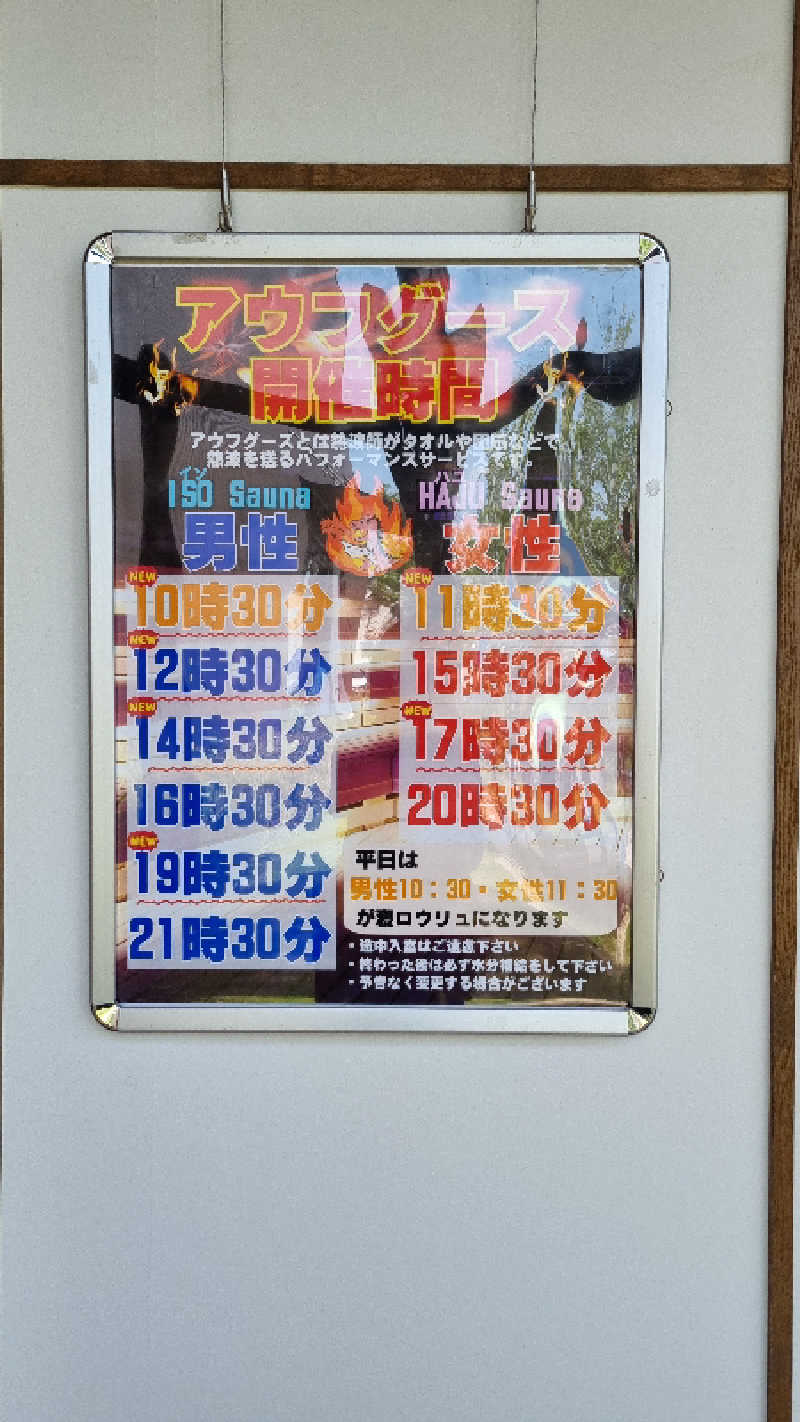 アウフグース
開催時間
アウフグースとは熱波師がタオルや団扇などで、
熱波を送るパフォーマンスサービスです。
イソ
ISO Sauna
男性
NEW
10時30分
NEW
12時30分
NEW
14時30分
16時30分
NEW
19時30分
21時30分
ハユ
HAJU Sauna
女性
NEW
11時30分
15時30分
NEW
17時30分
20時30分
平日は
男性10：30・女性11：30
がロウリュになります
・途中入室はご遠慮下さい
・終わった後は必ず水分補給をして下さい
・予告なく変更する場合がございます